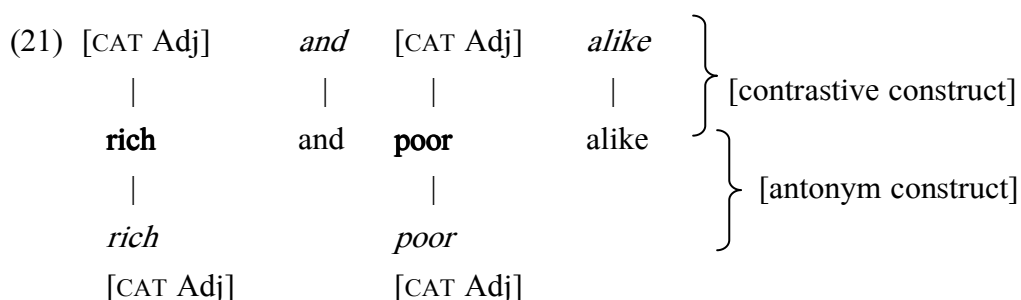 (21) [CAT Adj] and [CAT Adj] alike
| | | | [contrastive construct]
rich and poor alike
| | [antonym construct]
rich poor
[CAT Adj] [CAT Adj]